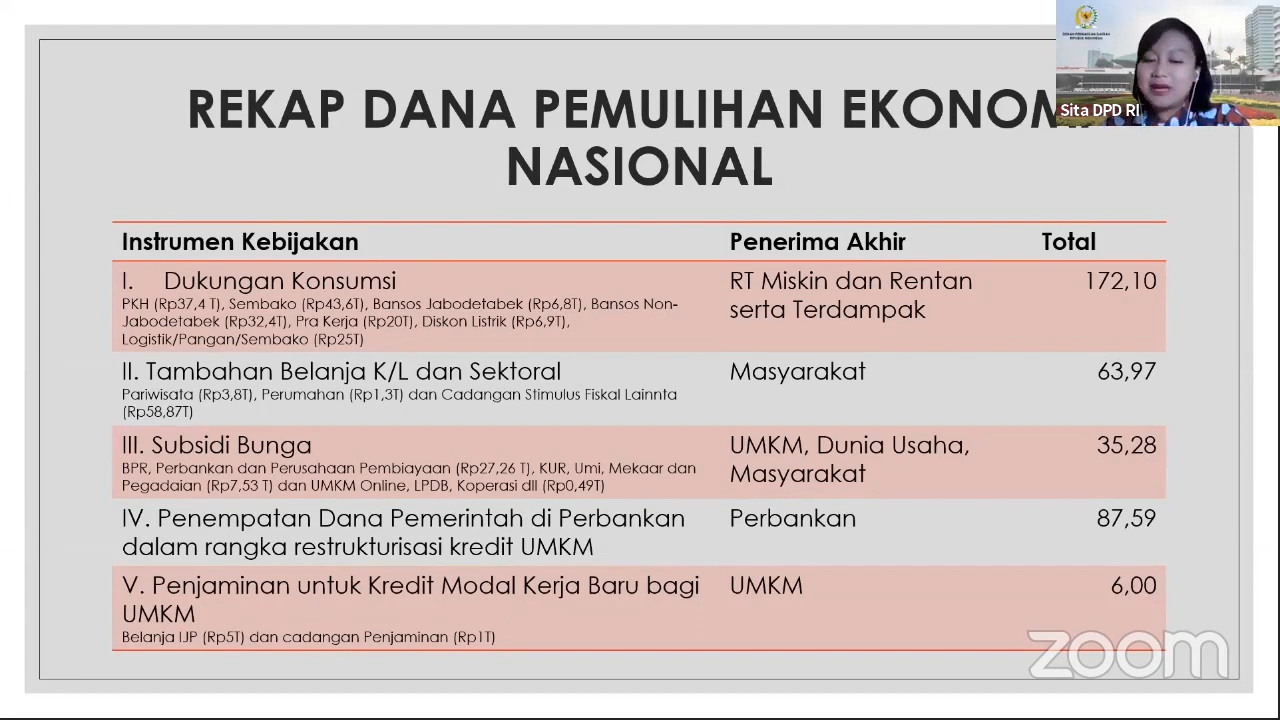 REKAP DANA PEMULIHAN EKONOM
NASIONAL
DEWAN PERWAKILAN DAERAH
REPUBLIK INDONESIA
Sita DPD RI
Instrumen Kebijakan Penerima Akhir Total
I. Dukungan Konsumsi RT Miskin dan Rentan 172,10
PKH (Rp37,4 T), Sembako (Rp43,6T), Bansos Jabodetabek (Rp6,8T), Bansos Non-
serta Terdampak
Jabodetabek (Rp32,4T), Pra Kerja (Rp20T), Diskon Listrik (Rp6,9T),
Logistik/Pangan/Sembako (Rp25T)
II. Tambahan Belanja K/L dan Sektoral Masyarakat 63,97
Pariwisata (Rp3,8T), Perumahan (Rp1,3T) dan Cadangan Stimulus Fiskal Lainnta
(Rp58,87T)
III. Subsidi Bunga UMKM, Dunia Usaha, 35,28
BPR, Perbankan dan Perusahaan Pembiayaan (Rp27,26 T), KUR, Umi, Mekaar dan
Masyarakat
Pegadaian (Rp7,53 T) dan UMKM Online, LPDB, Koperasi dll (Rp0,49T)
IV. Penempatan Dana Pemerintah di Perbankan Perbankan 87,59
dalam rangka restrukturisasi kredit UMKM
V. Penjaminan untuk Kredit Modal Kerja Baru bagi UMKM 6,00
UMKM
Belanja IJP (Rp5T) dan cadangan Penjaminan (Rp1T)
zoom